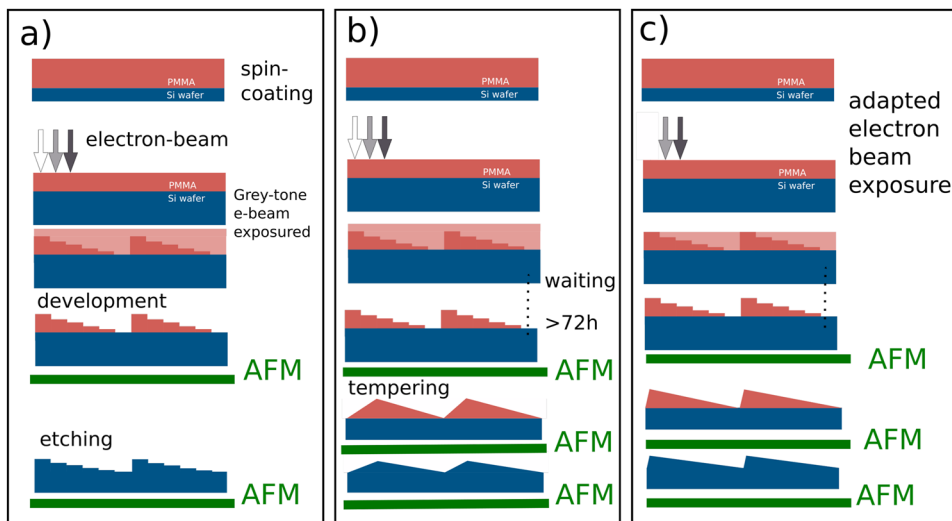 a)
spin-
coating
PMMA
Si wafer
electron-beam
PMMA
Si wafer
Grey-tone
e-beam
exposured
development
AFM
etching
AFM
b)
PMMA
Si wafer
PMMA
Si wafer
waiting
>72h
AFM
tempering
AFM
AFM
c)
PMMA
Si wafer
adapted
electron
beam
exposure
PMMA
Si wafer
AFM
AFM
AFM